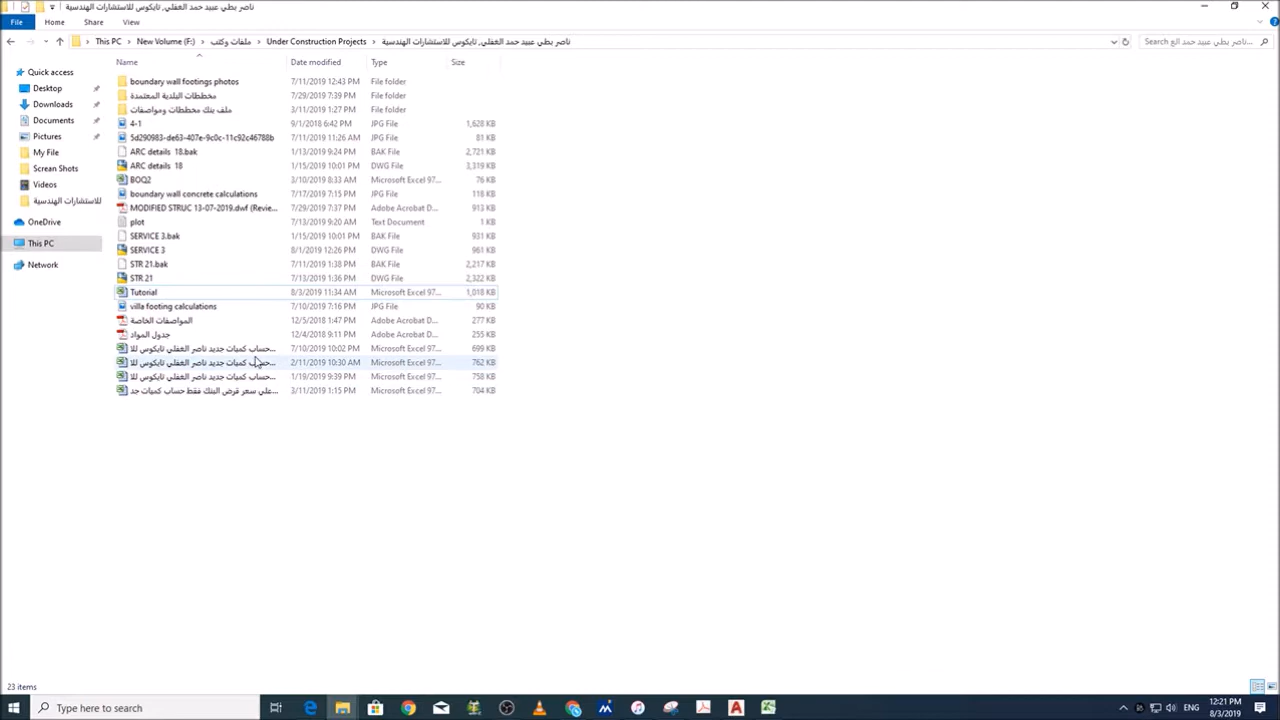 ناصر بطي عبيد حمد الغفلي, تايكوس للاستشارات الهندسية
File Home Share View
This PC New Volume (F:) ملفات وكتب Under Construction Projects ناصر بطي عبيد حمد الغفلي, تايكوس للاستشارات الهندسية
Search ناصر بطي عبيد حمد الغ...
Quick access
Desktop
Downloads
Documents
Pictures
My File
Screan Shots
Videos
للاستشارات الهندسية
OneDrive
This PC
Network
Name Date modified Type Size
boundary wall footings photos 7/11/2019 12:43 PM File folder
مخططات البلدية المعتمدة 7/29/2019 7:39 PM File folder
ملف بنك مخططات ومواصفات 3/11/2019 1:27 PM File folder
4-1 9/1/2018 6:42 PM JPG File 1,628 KB
5d290983-de63-407e-9c0c-11c92c46788b 7/11/2019 11:26 AM JPG File 81 KB
ARC details 18.bak 1/13/2019 9:24 PM BAK File 2,721 KB
ARC details 18 1/15/2019 10:01 PM DWG File 3,319 KB
BOQ2 3/10/2019 8:33 AM Microsoft Excel 97... 76 KB
boundary wall concrete calculations 7/17/2019 7:15 PM JPG File 118 KB
MODIFIED STRUC 13-07-2019.dwf (Revie... 7/29/2019 7:37 PM Adobe Acrobat D... 913 KB
plot 7/13/2019 9:20 AM Text Document 1 KB
SERVICE 3.bak 1/15/2019 10:01 PM BAK File 931 KB
SERVICE 3 8/1/2019 12:26 PM DWG File 961 KB
STR 21.bak 7/11/2019 1:38 PM BAK File 2,217 KB
STR 21 7/13/2019 1:36 PM DWG File 2,322 KB
Tutorial 8/3/2019 11:34 AM Microsoft Excel 97... 1,018 KB
villa footing calculations 7/10/2019 7:16 PM JPG File 90 KB
المواصفات الخاصة 12/5/2018 1:47 PM Adobe Acrobat D... 277 KB
جدول المواد 12/4/2018 9:11 PM Adobe Acrobat D... 255 KB
حساب كميات جديد ناصر الغفلي تايكوس للا... 7/10/2019 10:02 PM Microsoft Excel 97... 699 KB
حساب كميات جديد ناصر الغفلي تايكوس للا... 2/11/2019 10:30 AM Microsoft Excel 97... 762 KB
حساب كميات جديد ناصر الغفلي تايكوس للا... 1/19/2019 9:39 PM Microsoft Excel 97... 758 KB
علي سعر قرض البنك فقط حساب كميات جد... 3/11/2019 1:15 PM Microsoft Excel 97... 704 KB
23 items
Type here to search
ENG
12:21 PM
8/3/2019